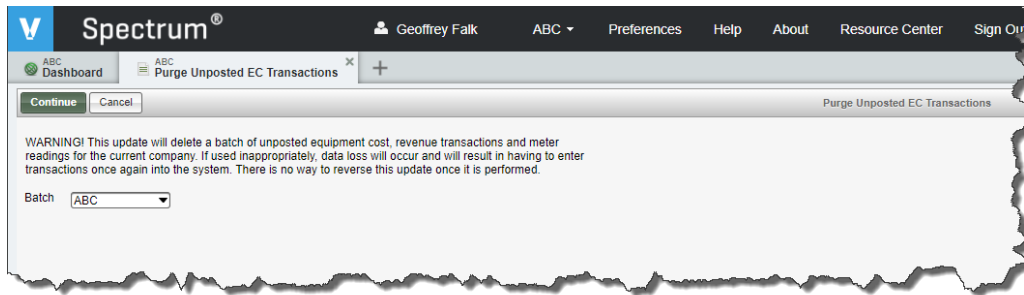 V Spectrum® Geoffrey Falk ABC Preferences Help About Resource Center Sign
ABC
Dashboard
ABC
Purge Unposted EC Transactions
Continue Cancel Purge Unposted EC Transactions
WARNING! This update will delete a batch of unposted equipment cost, revenue transactions and meter
readings for the current company. If used inappropriately, data loss will occur and will result in having to enter
transactions once again into the system. There is no way to reverse this update once it is performed.
Batch ABC